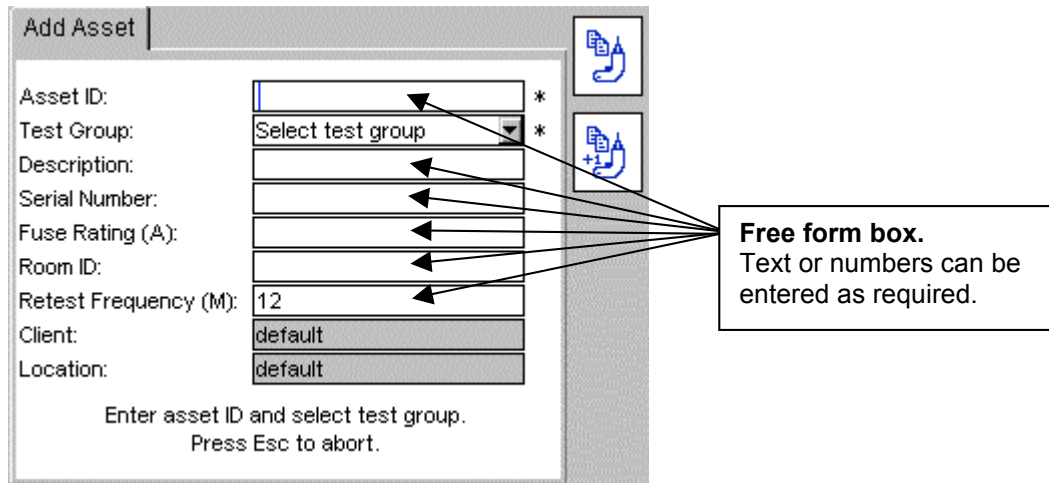 Add Asset
Asset ID: *
Test Group: Select test group *
Description:
Serial Number:
Fuse Rating (A):
Room ID:
Retest Frequency (M): 12
Client: default
Location: default
Enter asset ID and select test group.
Press Esc to abort.
+1
Free form box.
Text or numbers can be
entered as required.